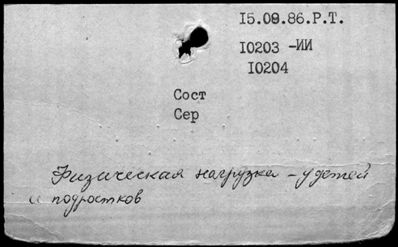 I5.09.86.Р.Т.
I0203 -ИИ
I0204
Сост
Сер
Физическая нагрузка - у детей
и подростков